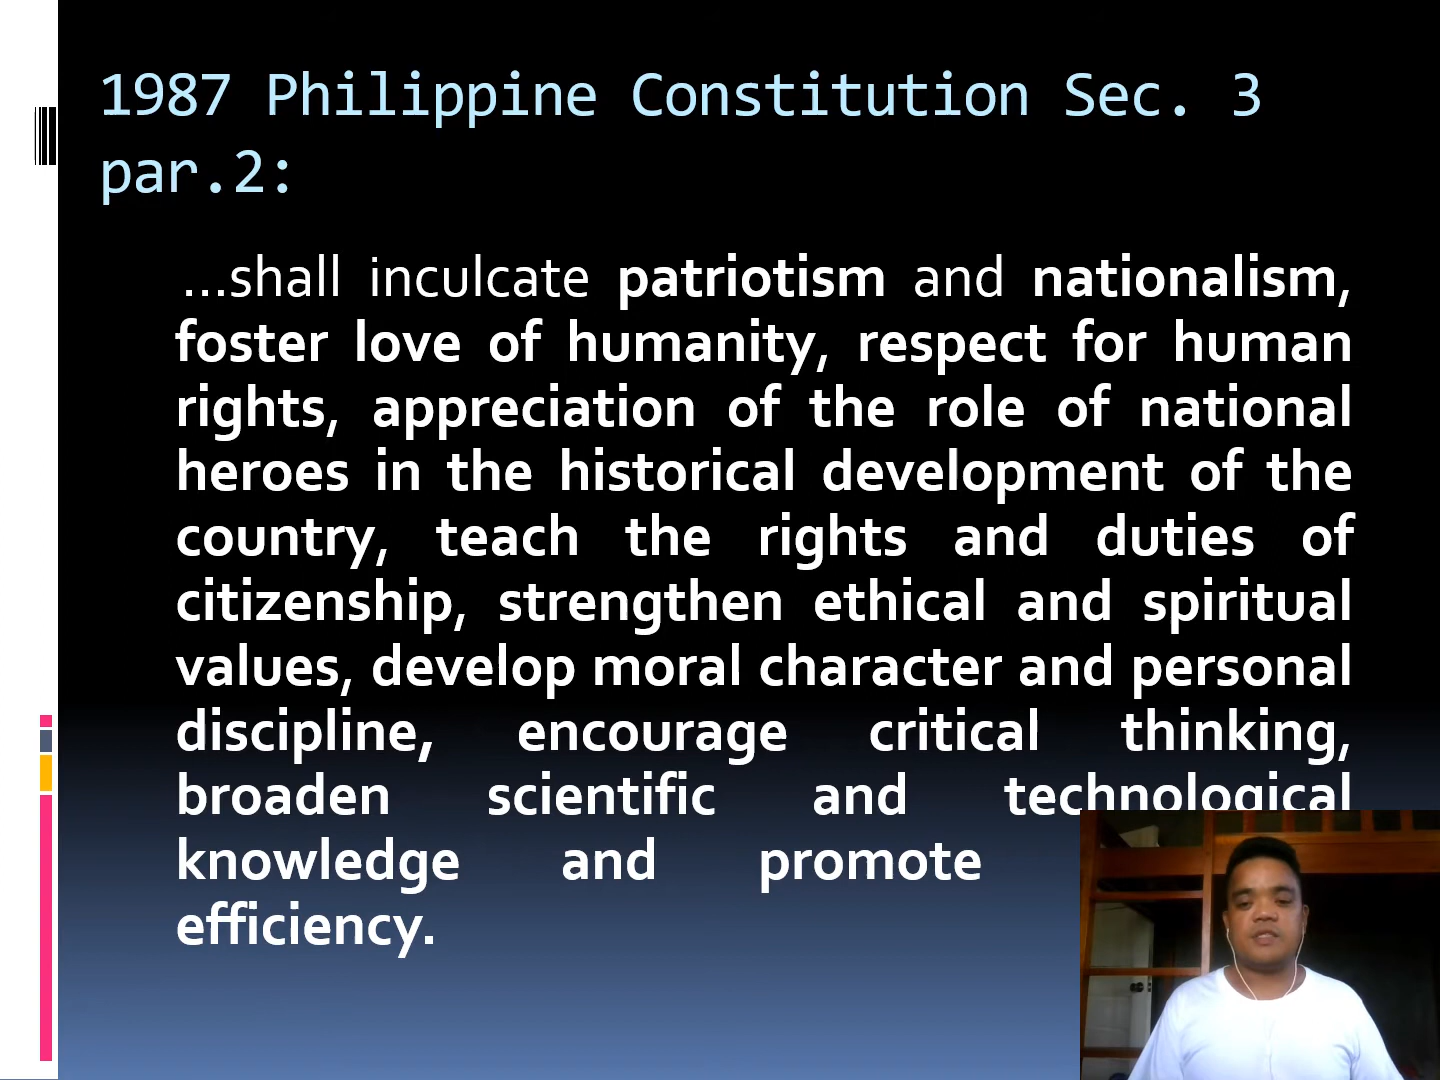 1987 Philippine Constitution Sec. 3
par.2:
...shall inculcate patriotism and nationalism,
foster love of humanity, respect for human
rights, appreciation of the role of national
heroes in the historical development of the
country, teach the rights and duties of
citizenship, strengthen ethical and spiritual
values, develop moral character and personal
discipline, encourage critical thinking,
broaden scientific and technological
knowledge and promote
efficiency.